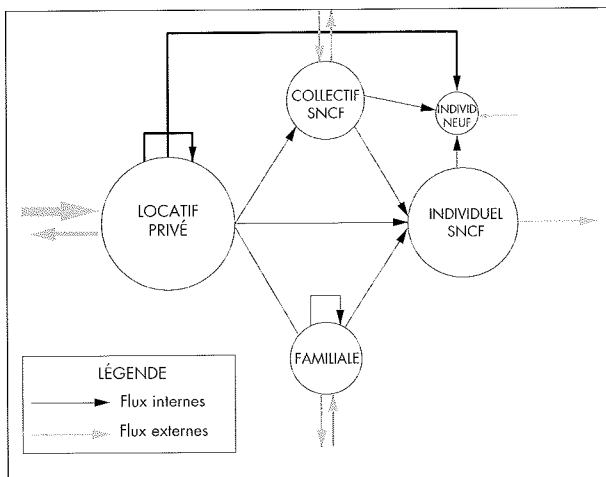 COLLECTIF
SNCF
INDIVID.
NEUF
LOCATIF
PRIVÉ
INDIVIDUEL
SNCF
FAMILIALE
LÉGENDE
Flux internes
Flux externes